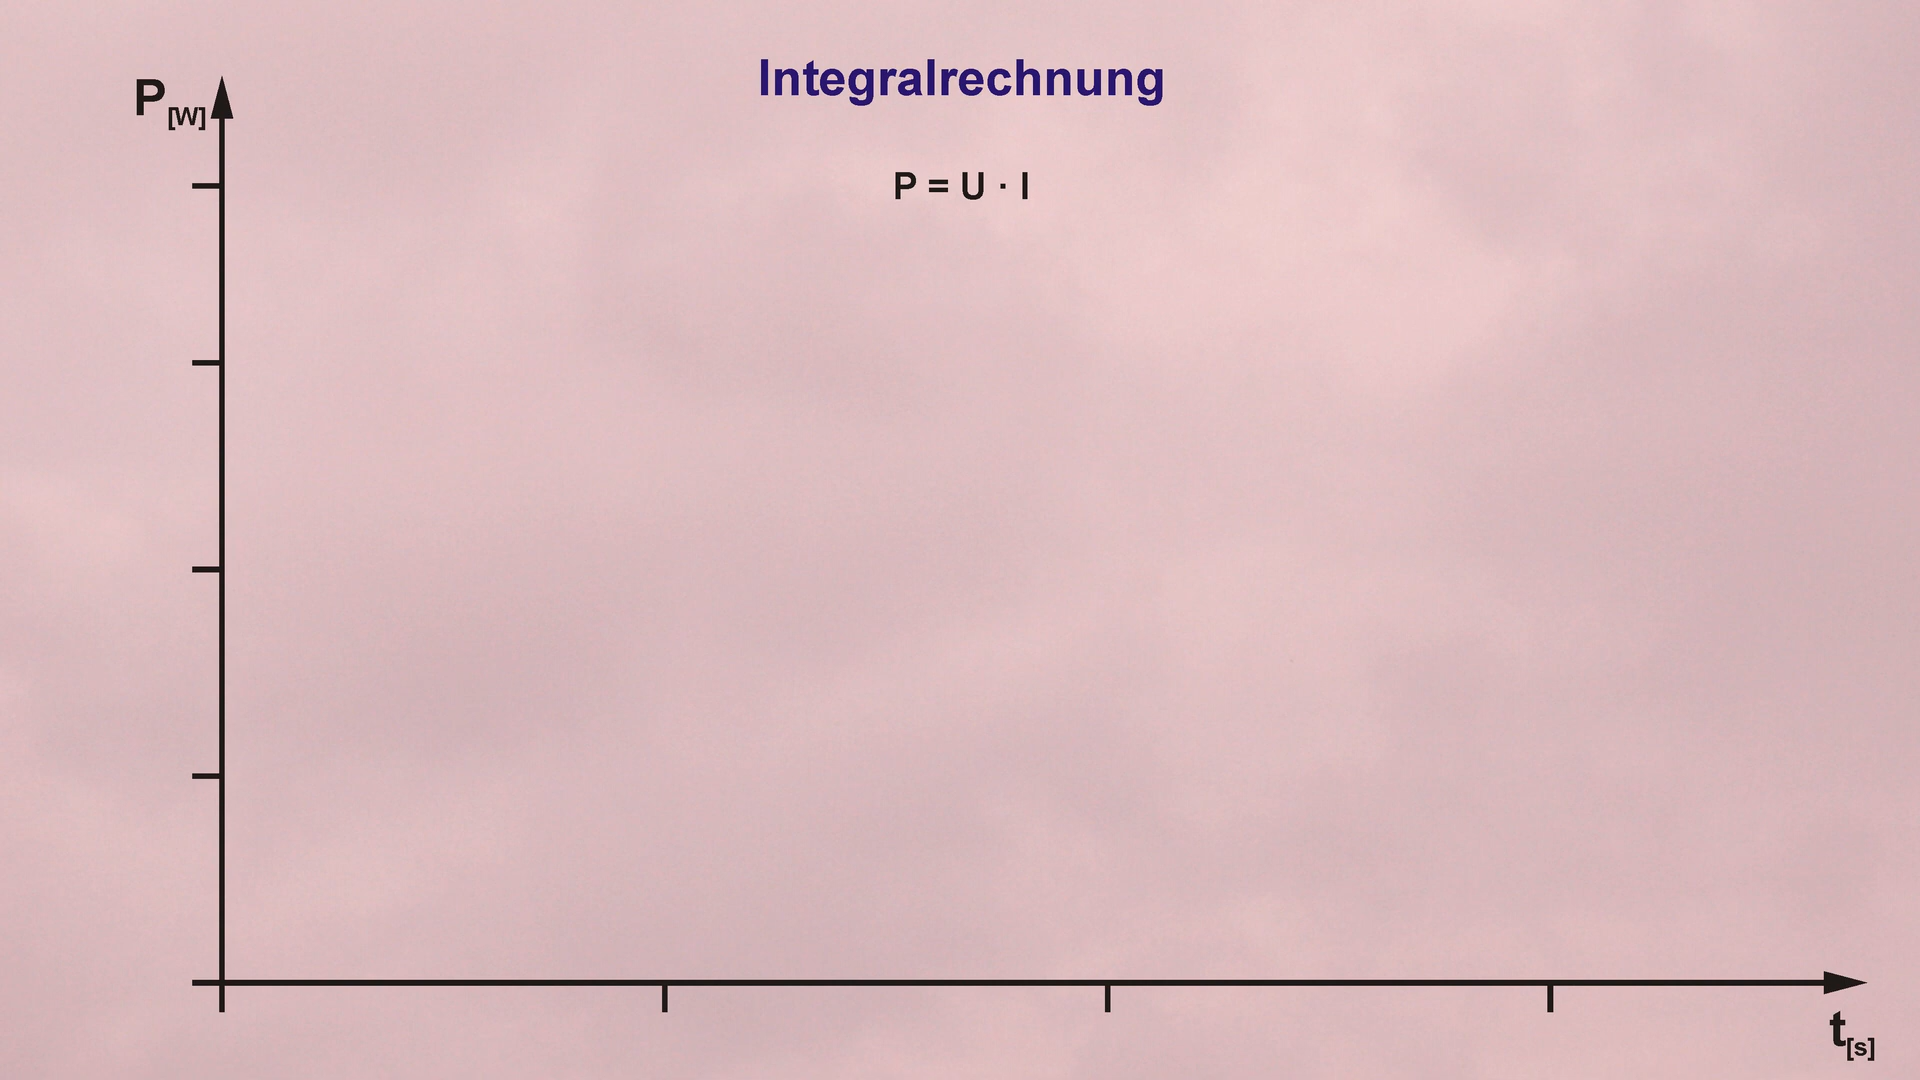 Integralrechnung
P[W]
P = U · I
t[s]